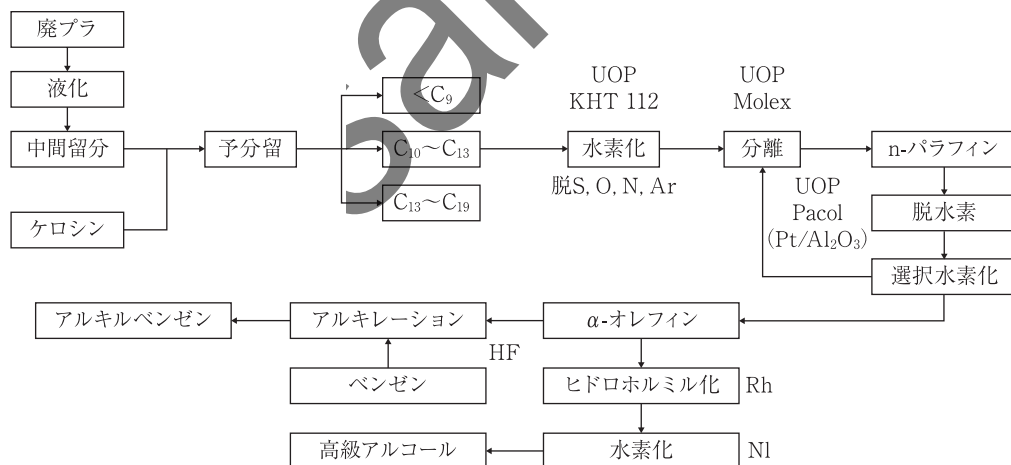 廃プラ
液化
中間留分
ケロシン
予分留
<C₉
C₁₀～C₁₃
C₁₃～C₁₉
UOP
KHT 112
水素化
脱S, O, N, Ar
UOP
Molex
分離
UOP
Pacol
(Pt/Al₂O₃)
n-パラフィン
脱水素
選択水素化
アルキルベンゼン
アルキレーション
α-オレフィン
HF
ベンゼン
ヒドロホルミル化
Rh
高級アルコール
水素化
Nl